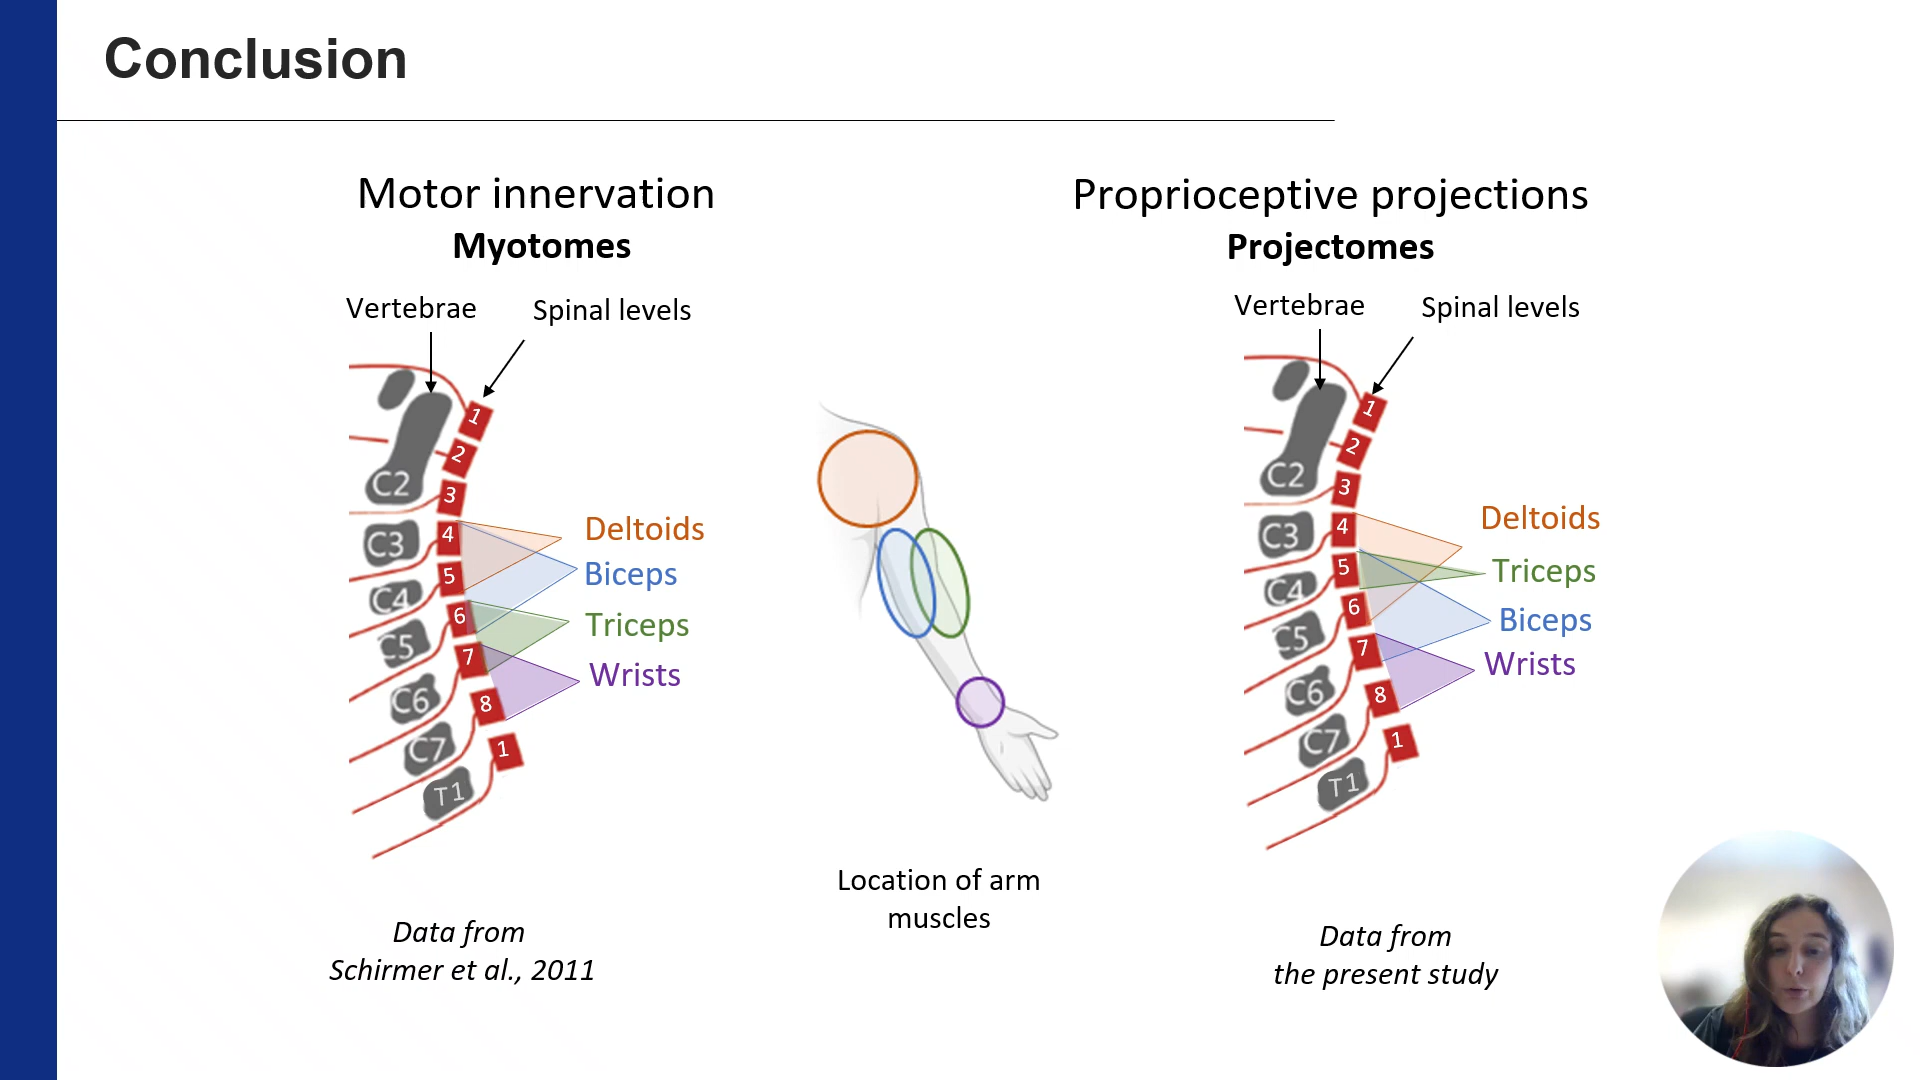 Conclusion
Motor innervation
Myotomes
Vertebrae
Spinal levels
1
2
3
4
5
6
7
8
1
C2
C3
C4
C5
C6
C7
T1
Deltoids
Biceps
Triceps
Wrists
Data from
Schirmer et al., 2011
Location of arm
muscles
Proprioceptive projections
Projectomes
Vertebrae
Spinal levels
1
2
3
4
5
6
7
8
1
C2
C3
C4
C5
C6
C7
T1
Deltoids
Triceps
Biceps
Wrists
Data from
the present study